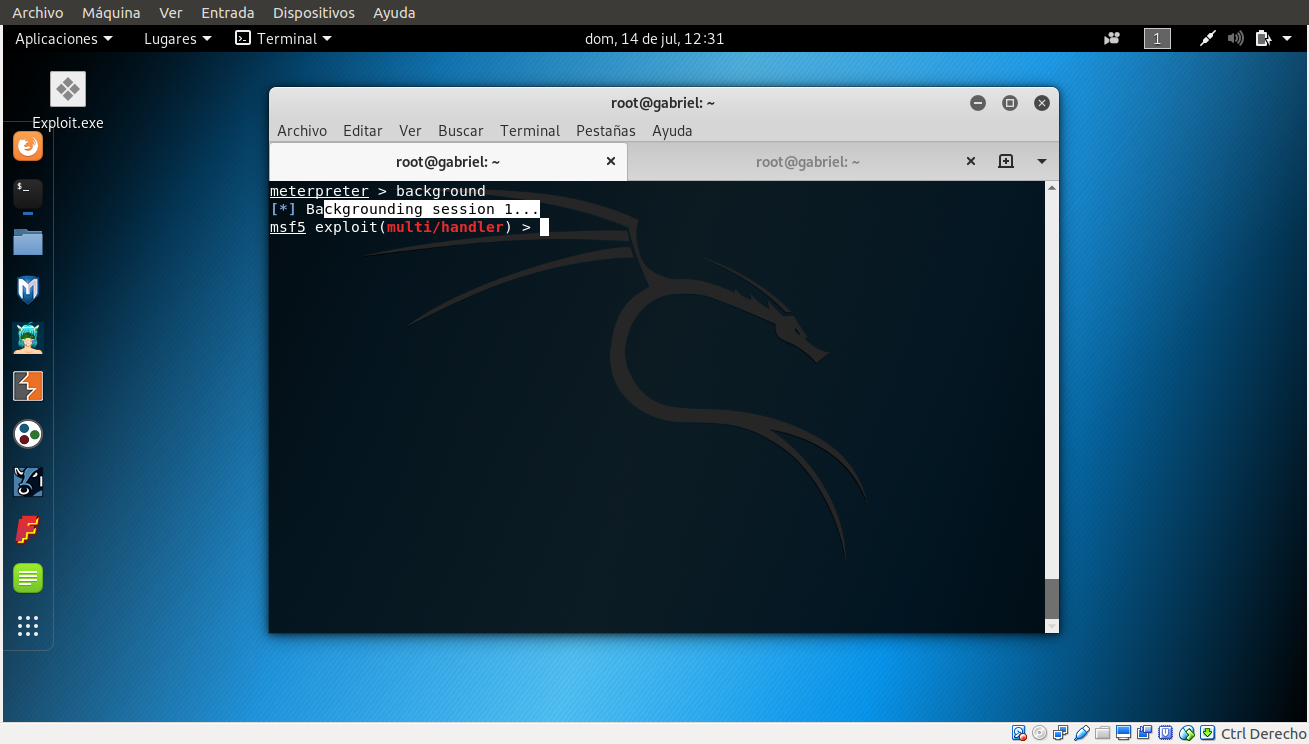 Archivo Máquina Ver Entrada Dispositivos Ayuda
Aplicaciones Lugares Terminal dom, 14 de jul, 12:31 1
Exploit.exe
root@gabriel: ~
Archivo Editar Ver Buscar Terminal Pestañas Ayuda
root@gabriel: ~ root@gabriel: ~
meterpreter > background
[*] Backgrounding session 1...
msf5 exploit(multi/handler) >
Ctrl Derecho